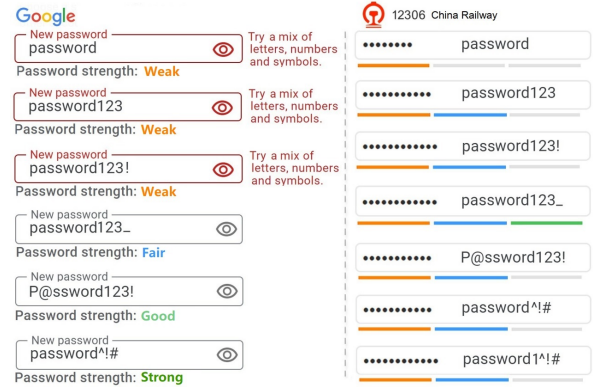 Google
New password
password
Password strength: Weak
Try a mix of
letters, numbers
and symbols.
New password
password123
Password strength: Weak
Try a mix of
letters, numbers
and symbols.
New password
password123!
Password strength: Weak
Try a mix of
letters, numbers
and symbols.
New password
password123_
Password strength: Fair
New password
P@ssword123!
Password strength: Good
New password
password^!#
Password strength: Strong
12306 China Railway
•••••••• password
••••••••••• password123
••••••••••• password123!
••••••••••• password123_
••••••••••• P@ssword123!
••••••••••• password^!#
•••••••••••• password1^!#